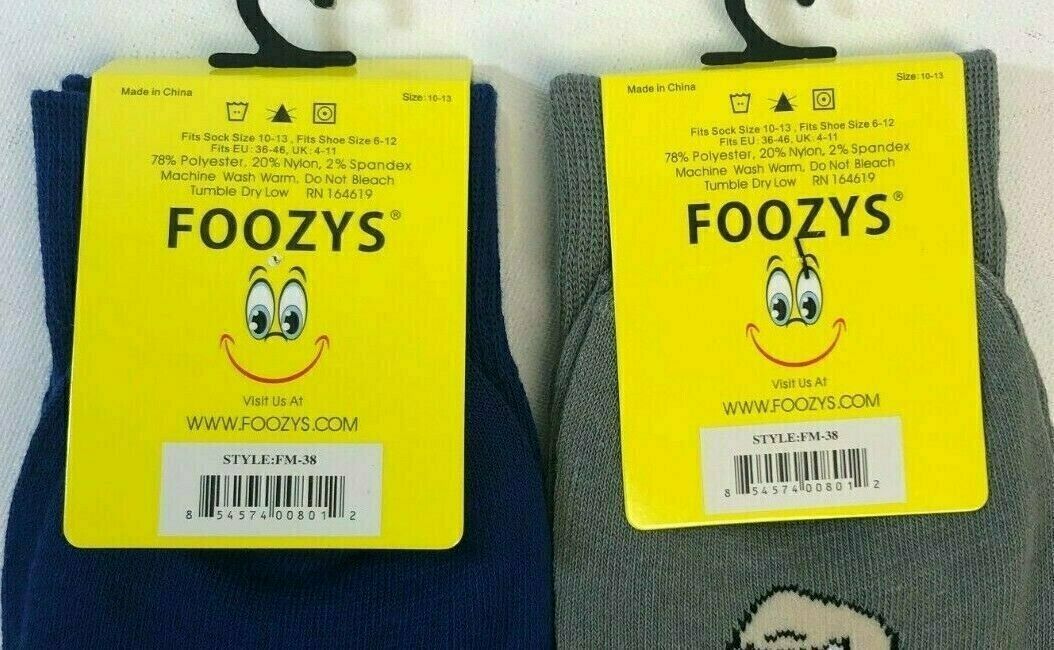 Made in China
Size: 10-13
Fits Sock Size 10-13 , Fits Shoe Size 6-12
Fits EU : 36-46, UK: 4-11
78% Polyester, 20% Nylon, 2% Spandex
Machine Wash Warm, Do Not Bleach
Tumble Dry Low RN 164619
FOOZYS®
Visit Us At
WWW.FOOZYS.COM
STYLE:FM-38
8 54574 00801 2
Made in China
Size: 10-13
Fits Sock Size 10-13 , Fits Shoe Size 6-12
Fits EU : 36-46, UK: 4-11
78% Polyester, 20% Nylon, 2% Spandex
Machine Wash Warm, Do Not Bleach
Tumble Dry Low RN 164619
FOOZYS®
Visit Us At
WWW.FOOZYS.COM
STYLE:FM-38
8 54574 00801 2